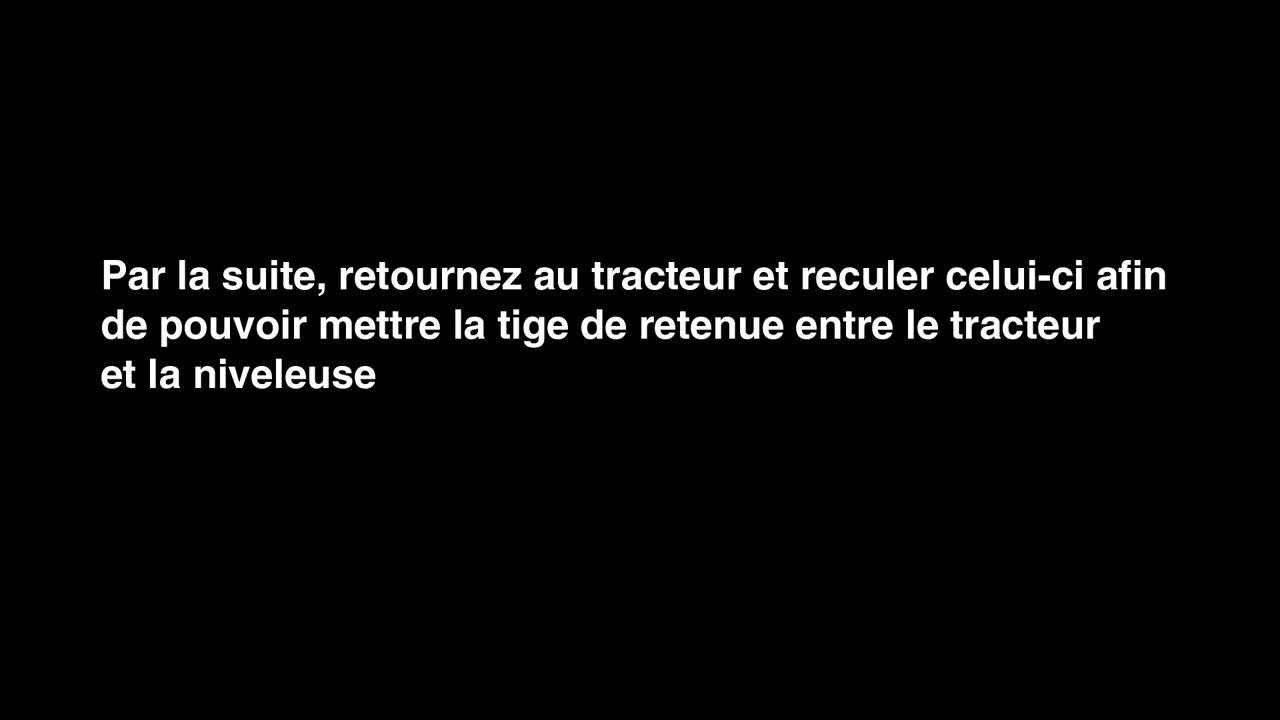 Par la suite, retournez au tracteur et reculer celui-ci afin
de pouvoir mettre la tige de retenue entre le tracteur
et la niveleuse